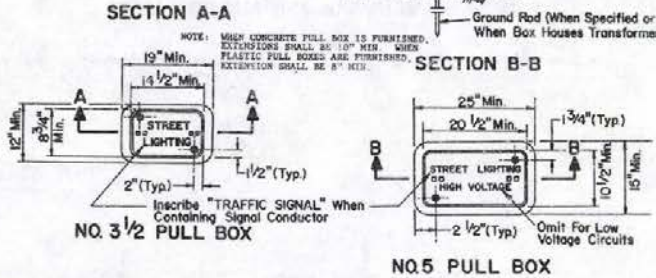 SECTION A-A
Ground Rod (When Specified or
When Box Houses Transformer
NOTE: WHEN CONCRETE PULL BOX IS FURNISHED,
EXTENSIONS SHALL BE 10" MIN. WHEN
PLASTIC PULL BOXES ARE FURNISHED,
EXTENSION SHALL BE 8" MIN.
SECTION B-B
19" Min.
14 1/2" Min.
A
A
12" Min.
8 3/4" Min.
STREET
LIGHTING
2" (Typ.)
1 1/2" (Typ.)
Inscribe "TRAFFIC SIGNAL" When
Containing Signal Conductor
NO. 3 1/2 PULL BOX
25" Min.
20 1/2" Min.
1 3/4" (Typ.)
B
B
STREET LIGHTING
HIGH VOLTAGE
10 1/2" Min.
15" Min.
2 1/2" (Typ.)
Omit For Low
Voltage Circuits
NO.5 PULL BOX